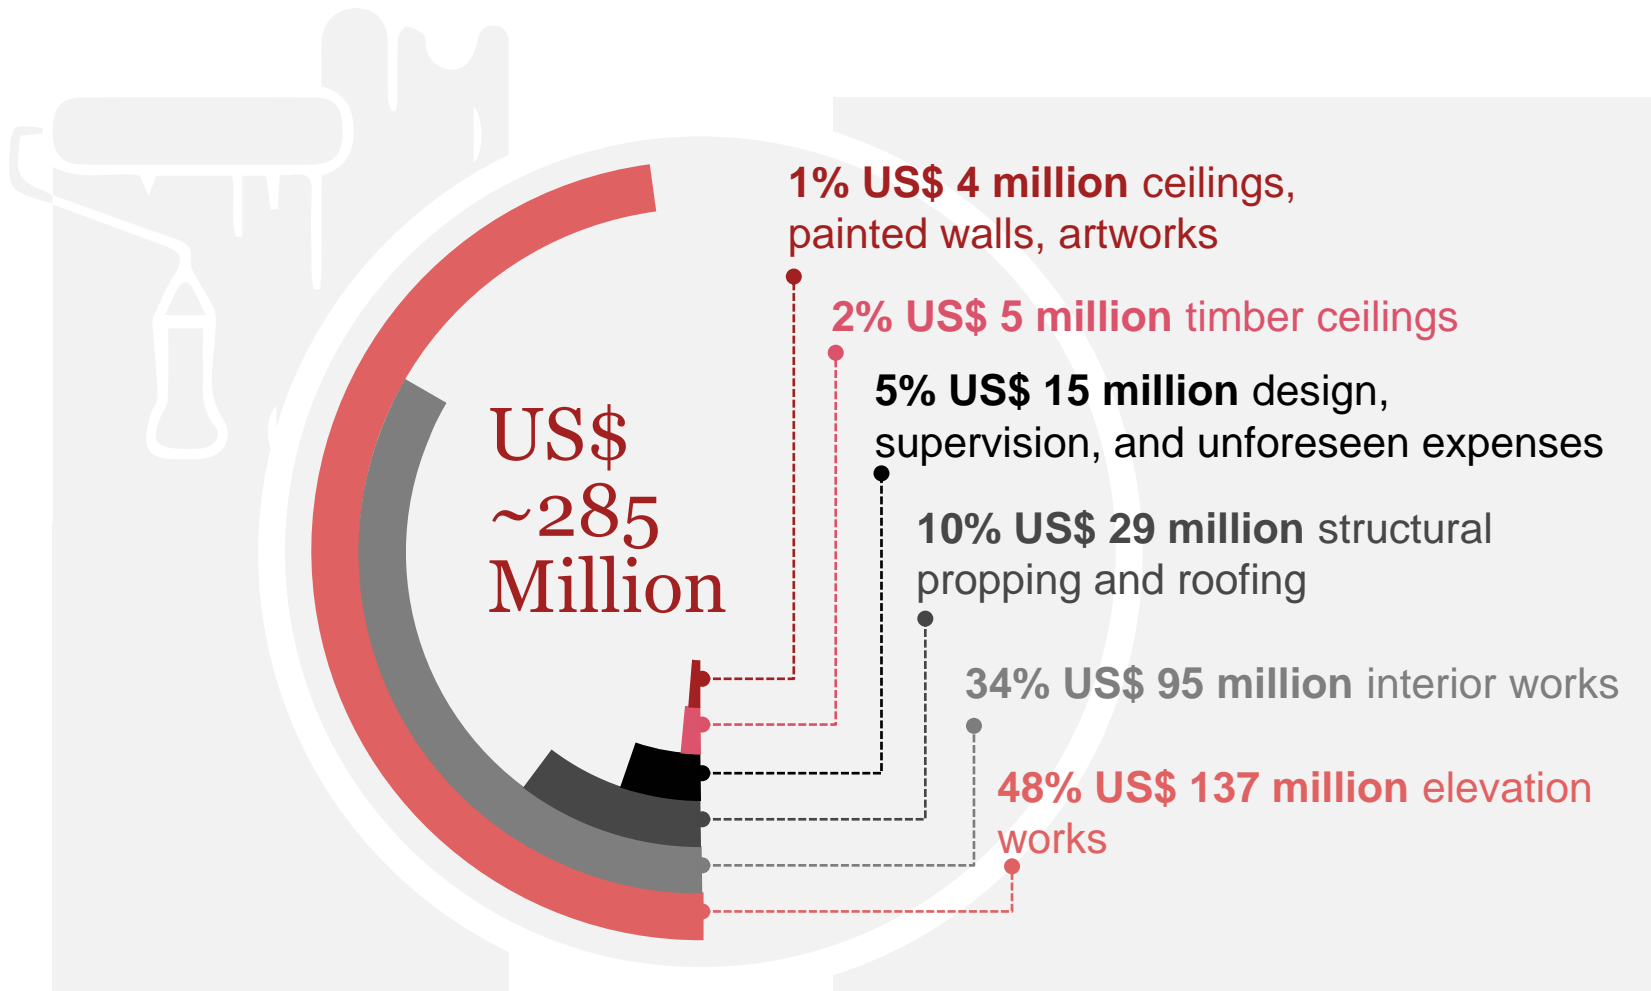 US$
~285
Million
1% US$ 4 million ceilings,
painted walls, artworks
2% US$ 5 million timber ceilings
5% US$ 15 million design,
supervision, and unforeseen expenses
10% US$ 29 million structural
propping and roofing
34% US$ 95 million interior works
48% US$ 137 million elevation
works